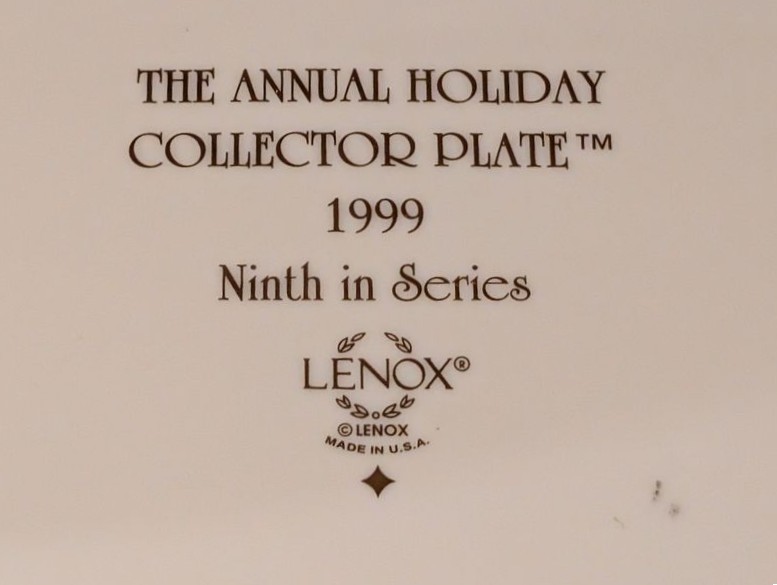 THE ANNUAL HOLIDAY
COLLECTOR PLATE™
1999
Ninth in Series
LENOX®
©LENOX
MADE IN U.S.A.